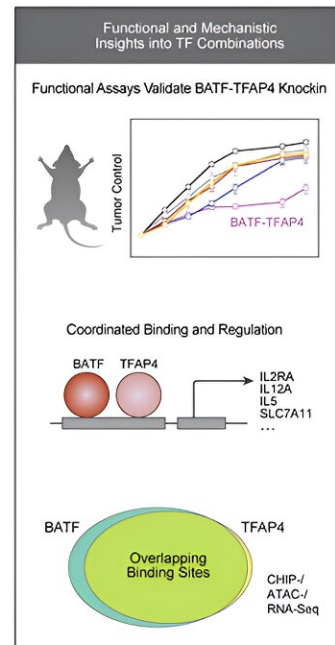 Functional and Mechanistic
Insights into TF Combinations
Functional Assays Validate BATF-TFAP4 Knockin
Tumor Control
BATF-TFAP4
Coordinated Binding and Regulation
BATF
TFAP4
IL2RA
IL12A
IL5
SLC7A11
...
BATF
TFAP4
Overlapping
Binding Sites
CHIP-/
ATAC-/
RNA-Seq